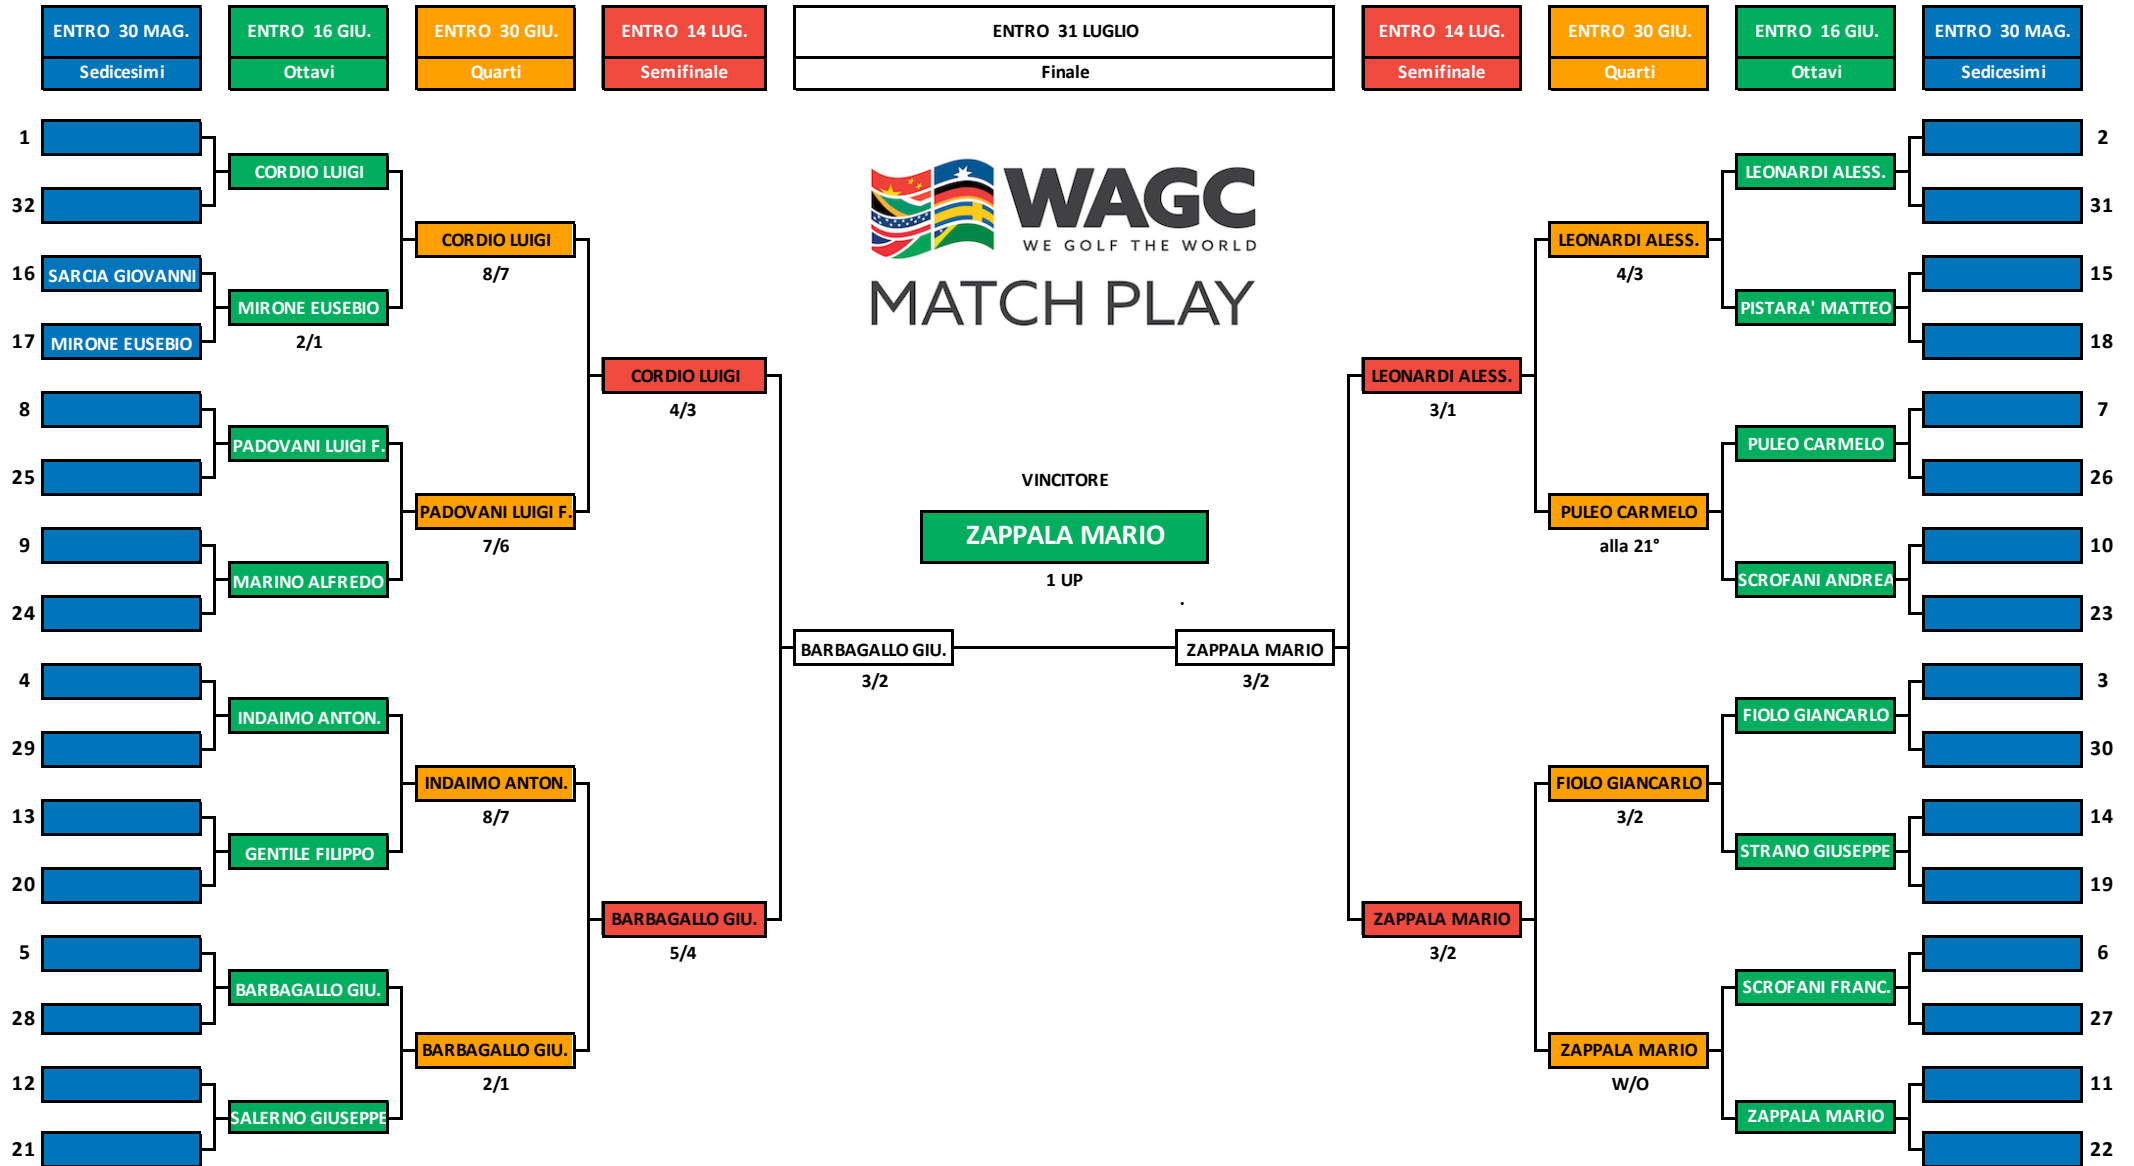 ENTRO 30 MAG.
Sedicesimi
ENTRO 16 GIU.
Ottavi
ENTRO 30 GIU.
Quarti
ENTRO 14 LUG.
Semifinale
ENTRO 31 LUGLIO
Finale
ENTRO 14 LUG.
Semifinale
ENTRO 30 GIU.
Quarti
ENTRO 16 GIU.
Ottavi
ENTRO 30 MAG.
Sedicesimi
1
32
16 SARCIA GIOVANNI
17 MIRONE EUSEBIO
8
25
9
24
4
29
13
20
5
28
12
21
CORDIO LUIGI
MIRONE EUSEBIO
2/1
PADOVANI LUIGI F.
MARINO ALFREDO
INDAIMO ANTON.
GENTILE FILIPPO
BARBAGALLO GIU.
SALERNO GIUSEPPE
CORDIO LUIGI
8/7
PADOVANI LUIGI F.
7/6
INDAIMO ANTON.
8/7
BARBAGALLO GIU.
2/1
CORDIO LUIGI
4/3
BARBAGALLO GIU.
5/4
WAGC
WE GOLF THE WORLD
MATCH PLAY
VINCITORE
ZAPPALA MARIO
1 UP
.
BARBAGALLO GIU.
3/2
ZAPPALA MARIO
3/2
LEONARDI ALESS.
3/1
ZAPPALA MARIO
3/2
LEONARDI ALESS.
4/3
PULEO CARMELO
alla 21°
FIOLO GIANCARLO
3/2
ZAPPALA MARIO
W/O
LEONARDI ALESS.
PISTARA' MATTEO
PULEO CARMELO
SCROFANI ANDREA
FIOLO GIANCARLO
STRANO GIUSEPPE
SCROFANI FRANC.
ZAPPALA MARIO
2
31
15
18
7
26
10
23
3
30
14
19
6
27
11
22